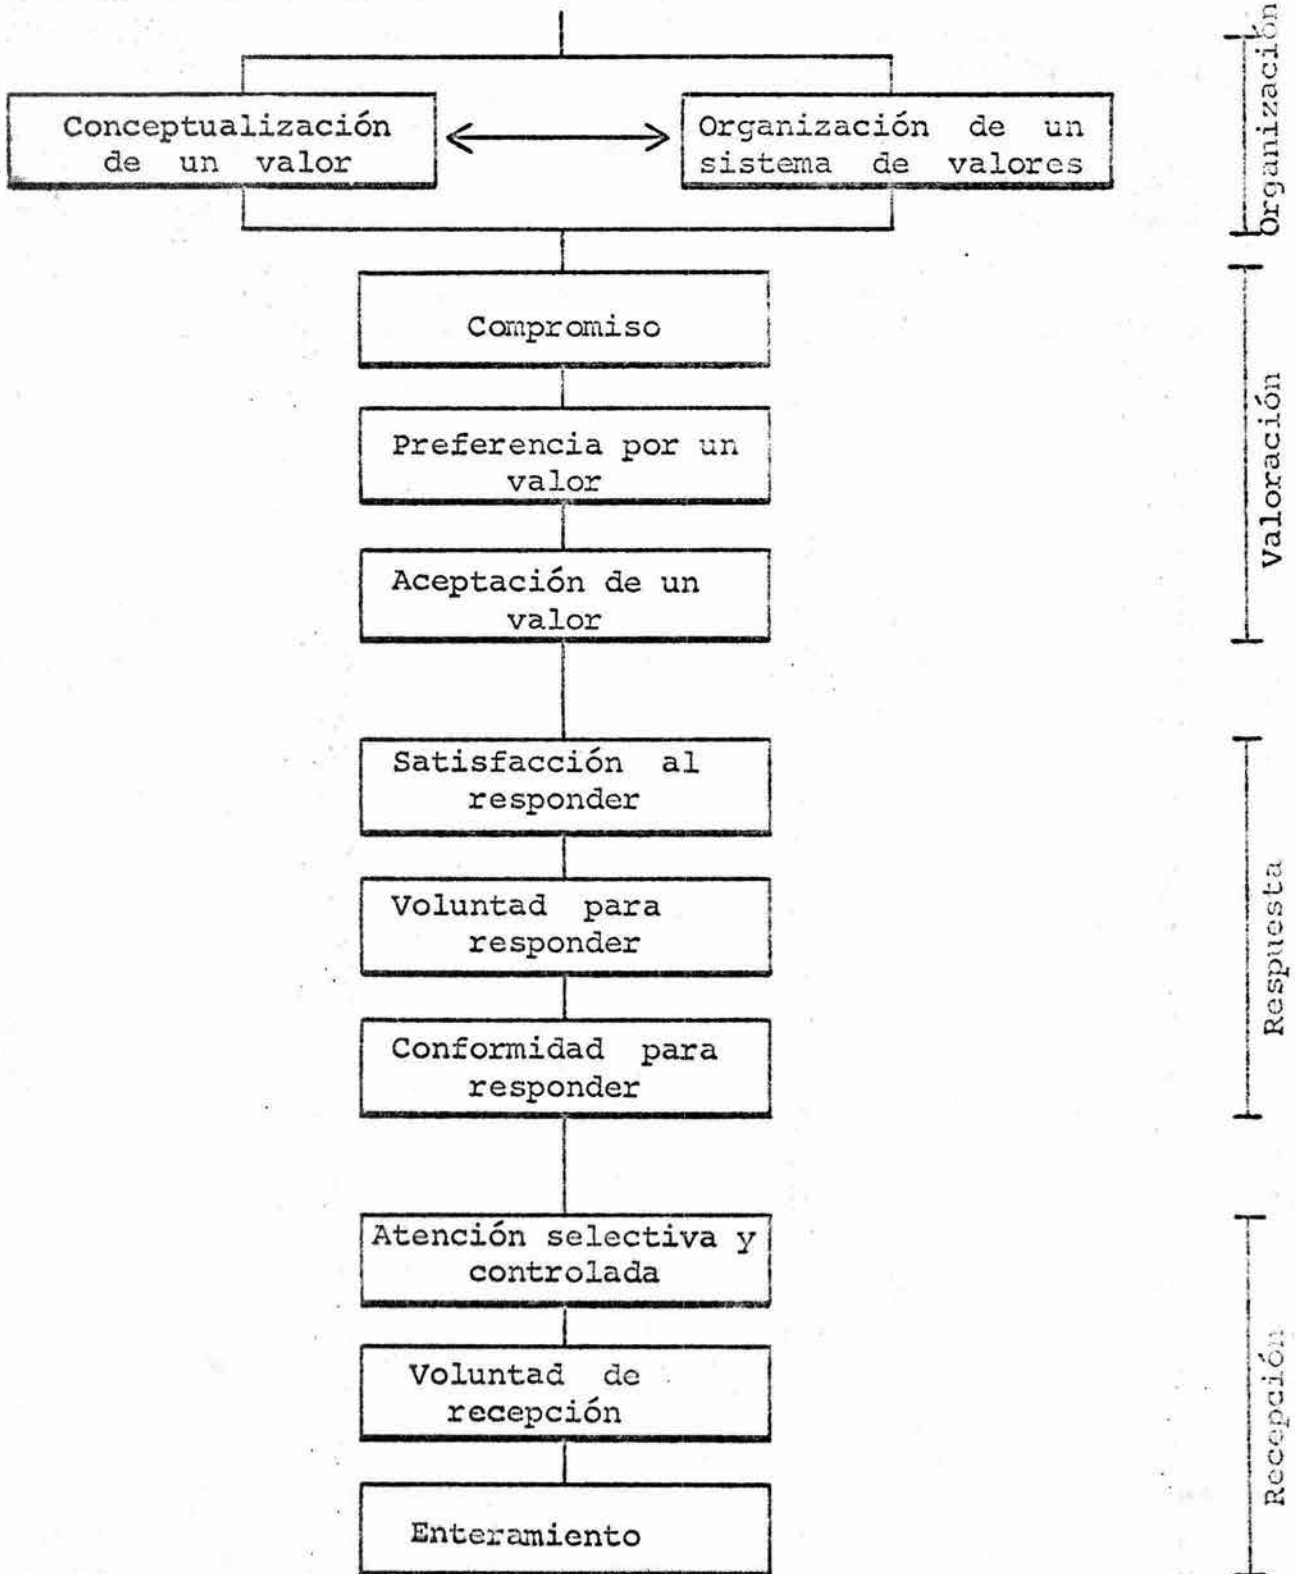 Organización
Conceptualización
de un valor
Organización de un
sistema de valores
Compromiso
Preferencia por un
valor
Aceptación de un
valor
Valoración
Satisfacción al
responder
Voluntad para
responder
Conformidad para
responder
Respuesta
Atención selectiva y
controlada
Voluntad de
recepción
Enteramiento
Recepción